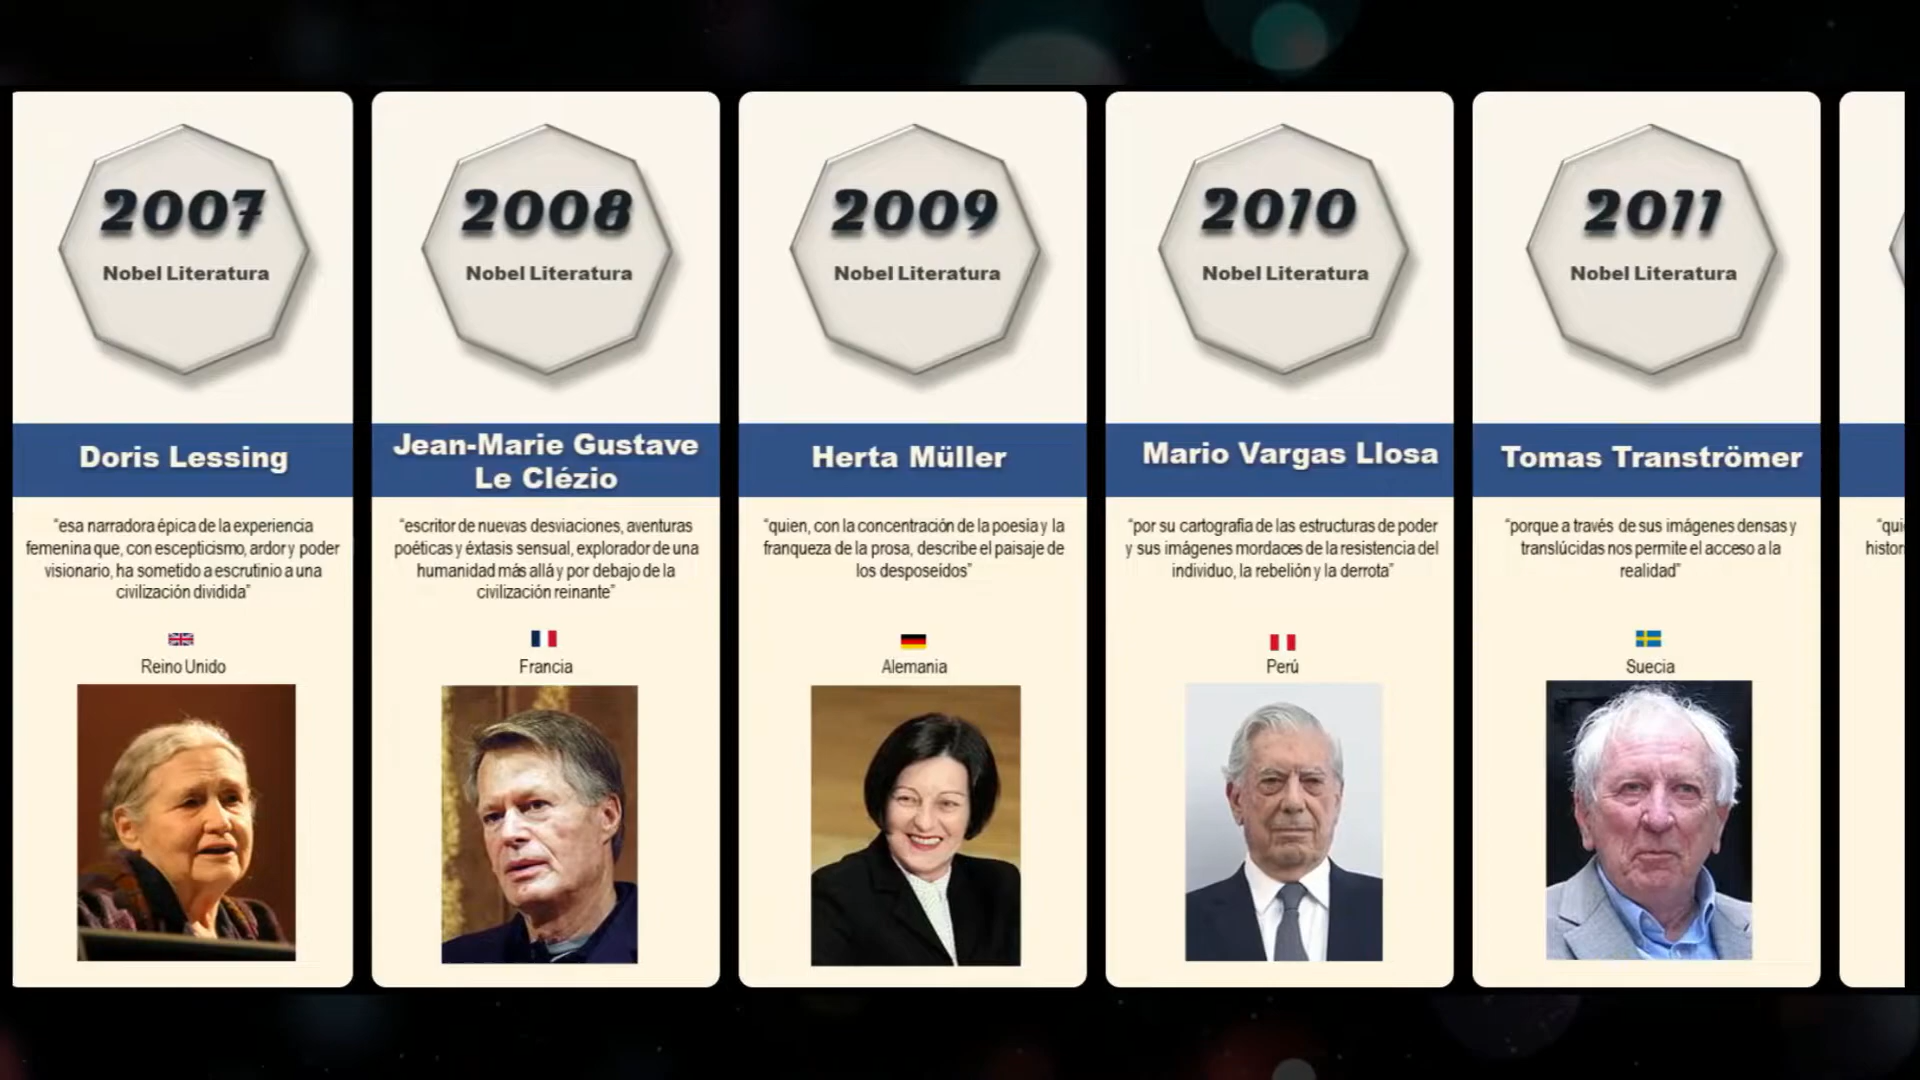 2007
Nobel Literatura
Doris Lessing
“esa narradora épica de la experiencia
femenina que, con escepticismo, ardor y poder
visionario, ha sometido a escrutinio a una
civilización dividida”
Reino Unido
2008
Nobel Literatura
Jean-Marie Gustave
Le Clézio
“escritor de nuevas desviaciones, aventuras
poéticas y éxtasis sensual, explorador de una
humanidad más allá y por debajo de la
civilización reinante”
Francia
2009
Nobel Literatura
Herta Müller
“quien, con la concentración de la poesía y la
franqueza de la prosa, describe el paisaje de
los desposeídos”
Alemania
2010
Nobel Literatura
Mario Vargas Llosa
“por su cartografía de las estructuras de poder
y sus imágenes mordaces de la resistencia del
individuo, la rebelión y la derrota”
Perú
2011
Nobel Literatura
Tomas Tranströmer
“porque a través de sus imágenes densas y
translúcidas nos permite el acceso a la
realidad”
Suecia